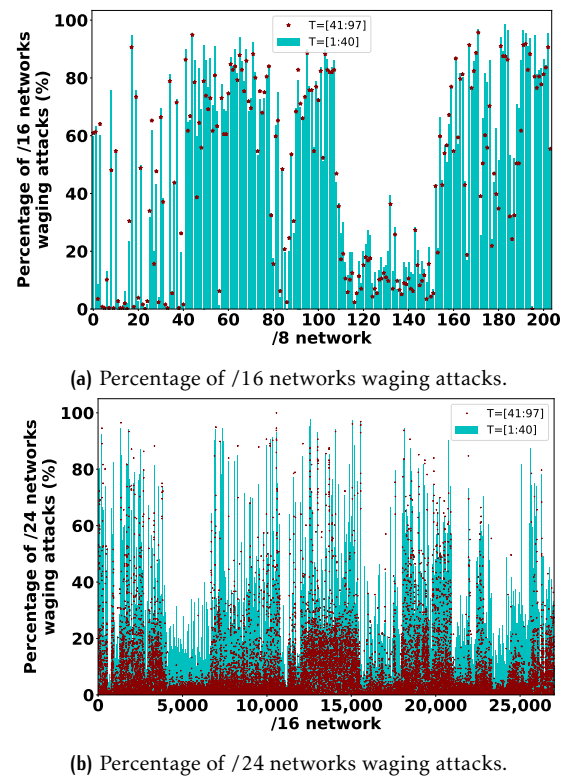 Percentage of /16 networks
waging attacks (%)
100
80
60
40
20
0
T=[41:97]
T=[1:40]
0 20 40 60 80 100 120 140 160 180 200
/8 network
(a) Percentage of /16 networks waging attacks.
Percentage of /24 networks
waging attacks (%)
100
80
60
40
20
0
T=[41:97]
T=[1:40]
0 5,000 10,000 15,000 20,000 25,000
/16 network
(b) Percentage of /24 networks waging attacks.